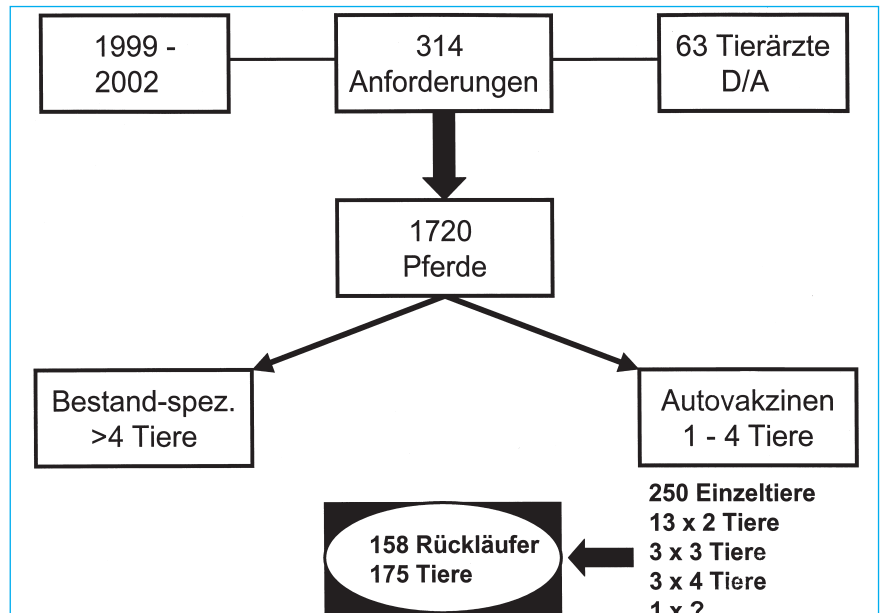 1999 -
2002
314
Anforderungen
63 Tierärzte
D/A
1720
Pferde
Bestand-spez.
>4 Tiere
Autovakzinen
1 - 4 Tiere
250 Einzeltiere
13 x 2 Tiere
3 x 3 Tiere
3 x 4 Tiere
1 x ?
158 Rückläufer
175 Tiere